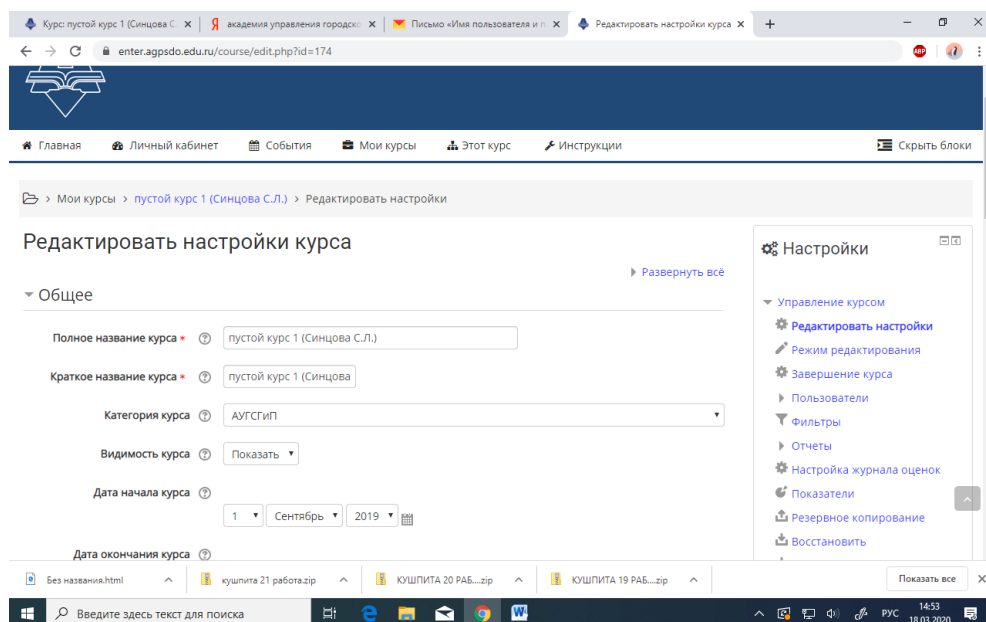 Курс: пустой курс 1 (Синцова С. академия управления городско Письмо «Имя пользователя и п Редактировать настройки курса
enter.agpsdo.edu.ru/course/edit.php?id=174 ABP
Главная Личный кабинет События Мои курсы Этот курс Инструкции Скрыть блоки
> Мои курсы > пустой курс 1 (Синцова С.Л.) > Редактировать настройки
Редактировать настройки курса
Развернуть всё
Общее
Полное название курса * пустой курс 1 (Синцова С.Л.)
Краткое название курса * пустой курс 1 (Синцова
Категория курса АУГСГиП
Видимость курса Показать
Дата начала курса
1 Сентябрь 2019
Дата окончания курса
Настройки
Управление курсом
Редактировать настройки
Режим редактирования
Завершение курса
Пользователи
Фильтры
Отчеты
Настройка журнала оценок
Показатели
Резервное копирование
Восстановить
Без названия.html кушпита 21 работа.zip КУШПИТА 20 РАБ....zip КУШПИТА 19 РАБ....zip Показать все
Введите здесь текст для поиска РУС 14:53
18.03.2020